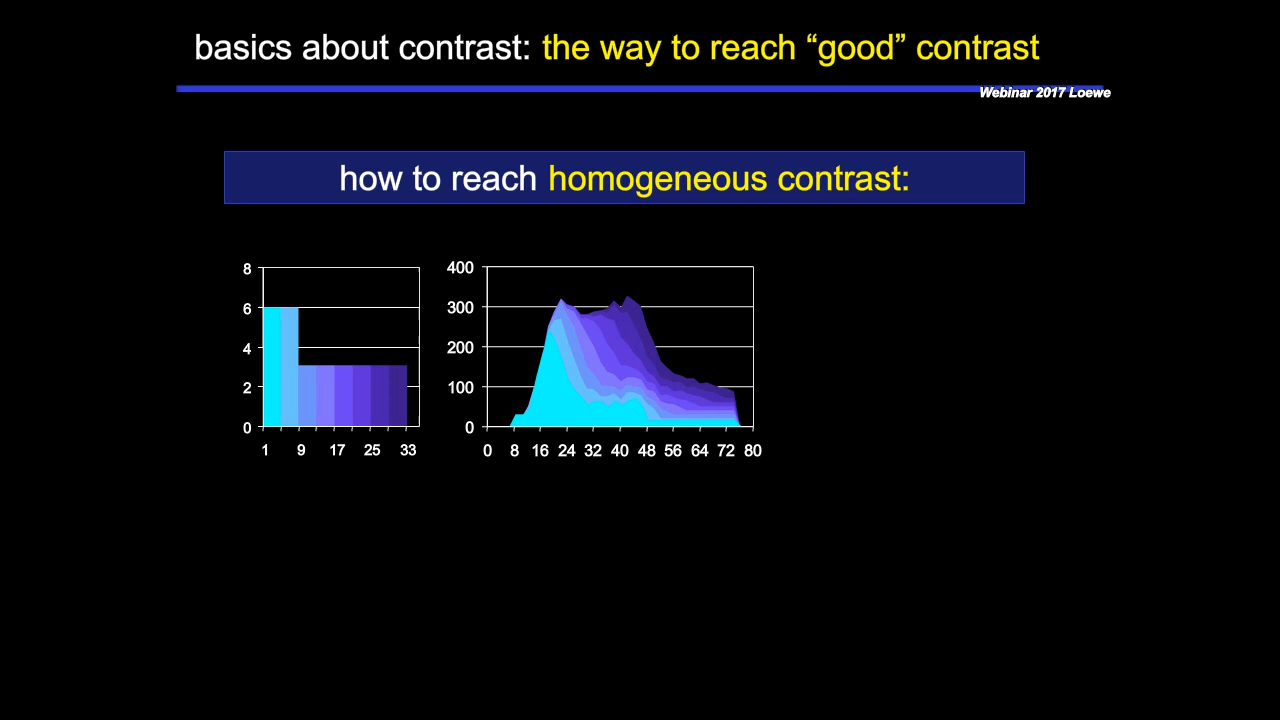 basics about contrast: the way to reach “good” contrast
Webinar 2017 Loewe
how to reach homogeneous contrast:
8
6
4
2
0
1 9 17 25 33
400
300
200
100
0
0 8 16 24 32 40 48 56 64 72 80